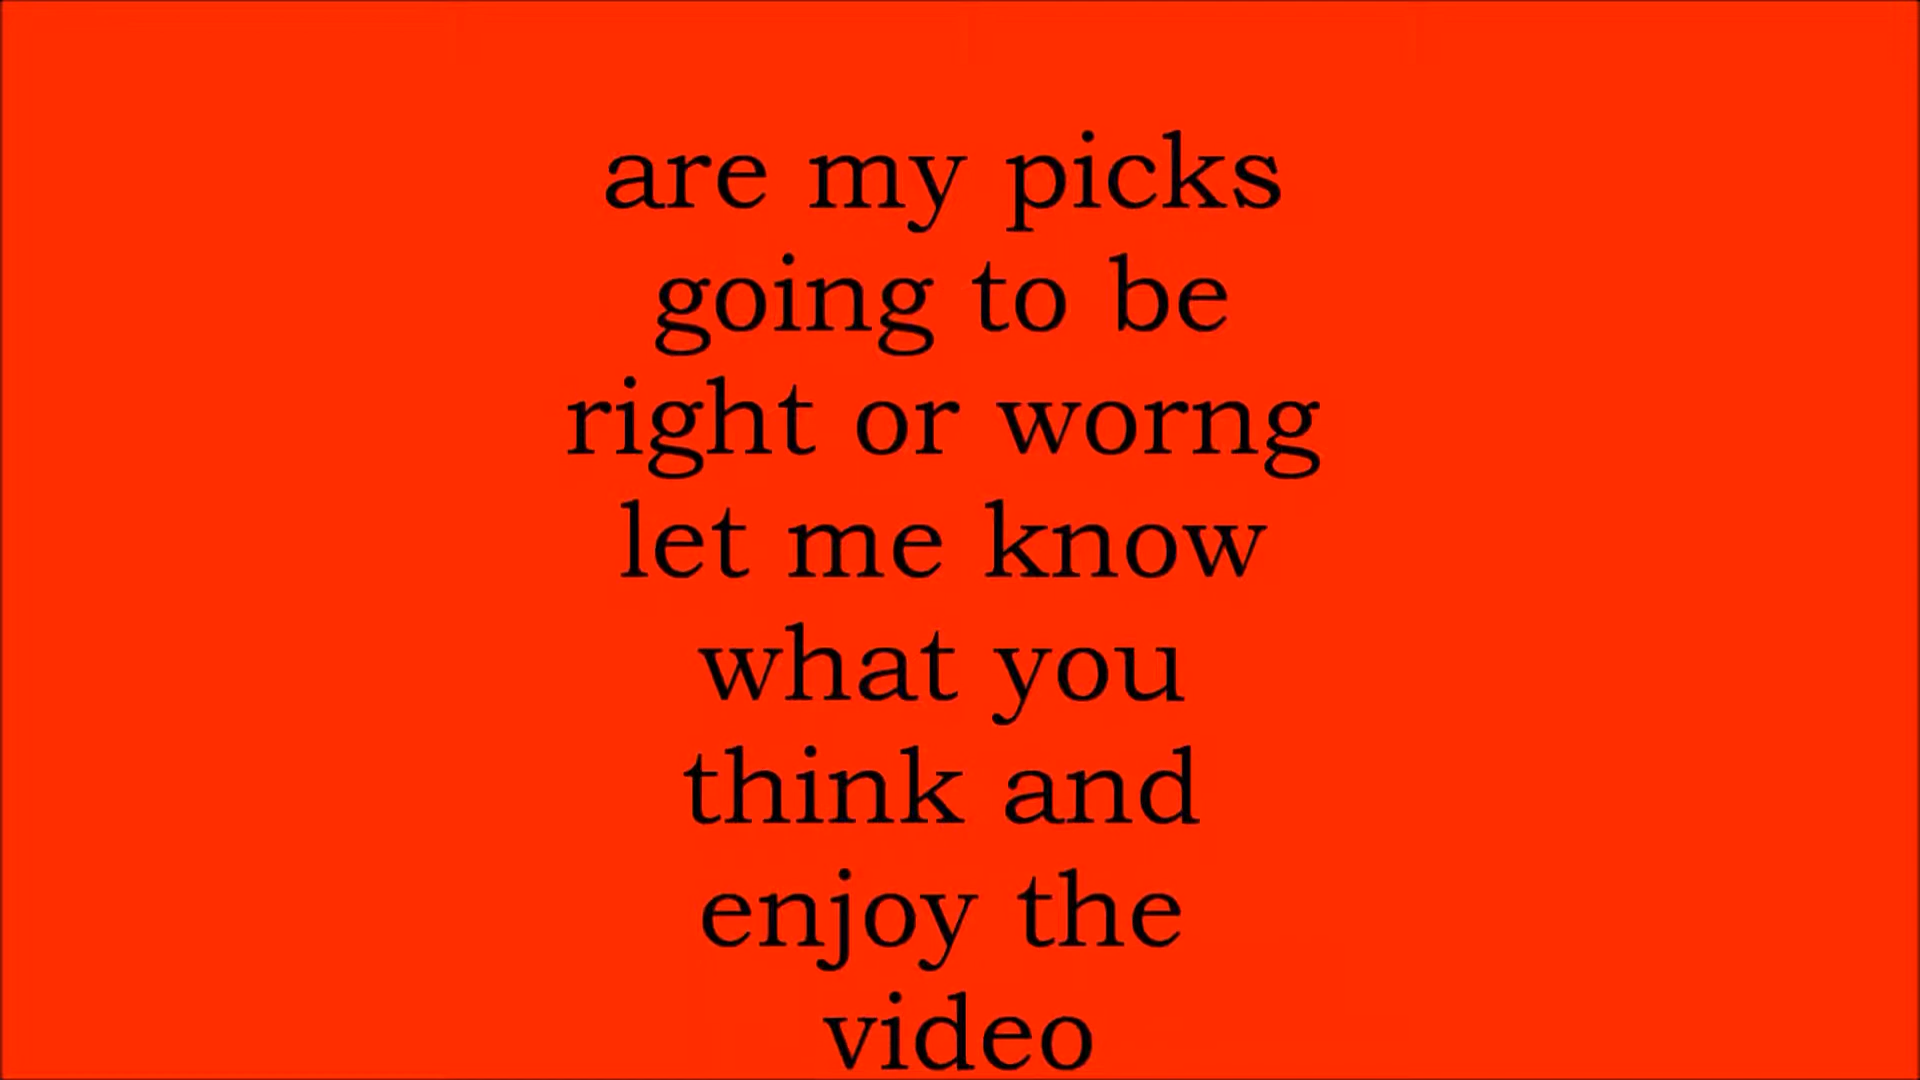 are my picks
going to be
right or worng
let me know
what you
think and
enjoy the
video